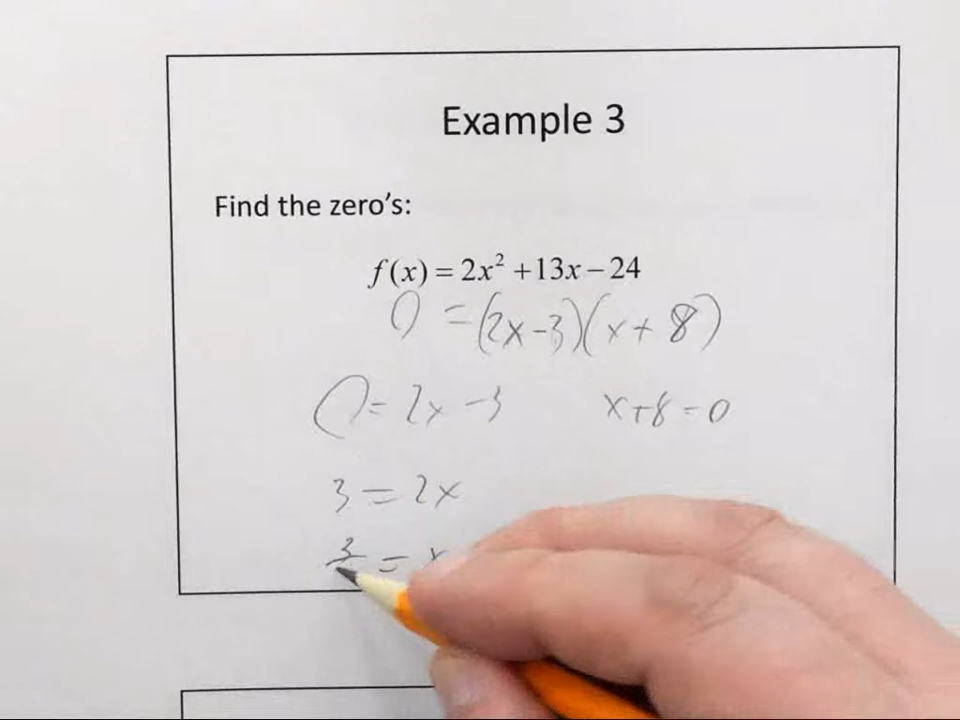 Example 3
Find the zero's:
f(x) = 2x² +13x − 24
0 = (2x − 3)(x + 8)
0 = 2x − 3    x + 8 = 0
3 = 2x
3 = x